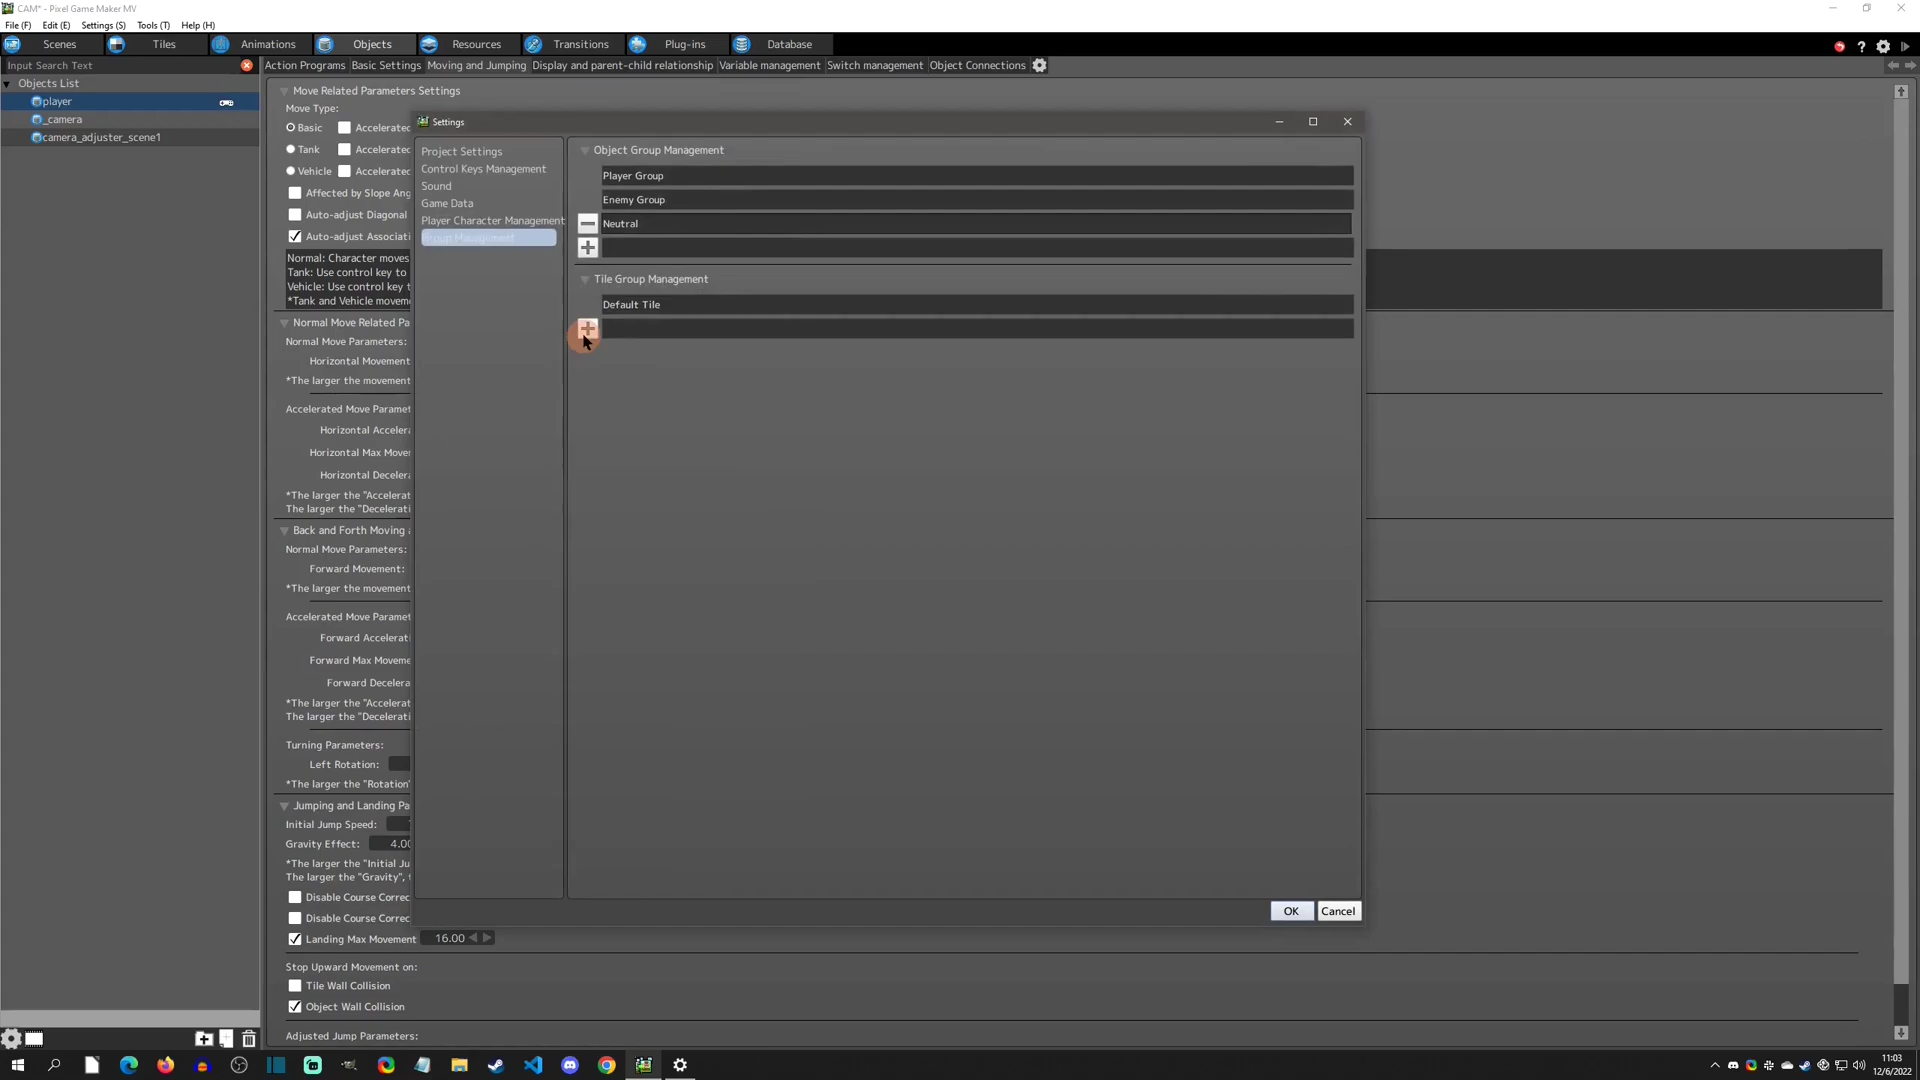 CAM* - Pixel Game Maker MV
File (F) Edit (E) Settings (S) Tools (T) Help (H)
Scenes Tiles Animations Objects Resources Transitions Plug-ins Database
Input Search Text
Action Programs Basic Settings Moving and Jumping Display and parent-child relationship Variable management Switch management Object Connections
Objects List
player
_camera
camera_adjuster_scene1
Move Related Parameters Settings
Move Type:
Basic Accelerated
Tank Accelerated
Vehicle Accelerated
Affected by Slope Ang
Auto-adjust Diagonal
Auto-adjust Associati
Normal: Character moves
Tank: Use control key to
Vehicle: Use control key t
*Tank and Vehicle movem
Normal Move Related Pa
Normal Move Parameters:
Horizontal Movement
*The larger the movement
Accelerated Move Paramet
Horizontal Accelera
Horizontal Max Move
Horizontal Decelera
*The larger the "Accelerat
The larger the "Decelerati
Back and Forth Moving a
Normal Move Parameters:
Forward Movement:
*The larger the movement
Accelerated Move Paramet
Forward Accelerati
Forward Max Moveme
Forward Decelera
*The larger the "Accelerat
The larger the "Decelerati
Turning Parameters:
Left Rotation:
*The larger the "Rotation"
Jumping and Landing Pa
Initial Jump Speed:
Gravity Effect: 4.00
*The larger the "Initial Ju
The larger the "Gravity", t
Disable Course Correc
Disable Course Correc
Landing Max Movement 16.00
Stop Upward Movement on:
Tile Wall Collision
Object Wall Collision
Adjusted Jump Parameters:
Settings
Project Settings
Control Keys Management
Sound
Game Data
Player Character Management
Group Management
Object Group Management
Player Group
Enemy Group
Neutral
Tile Group Management
Default Tile
OK Cancel
11:03
12/6/2022